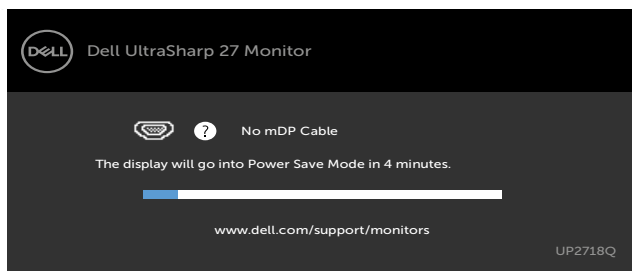 DELL Dell UltraSharp 27 Monitor
? No mDP Cable
The display will go into Power Save Mode in 4 minutes.
www.dell.com/support/monitors
UP2718Q